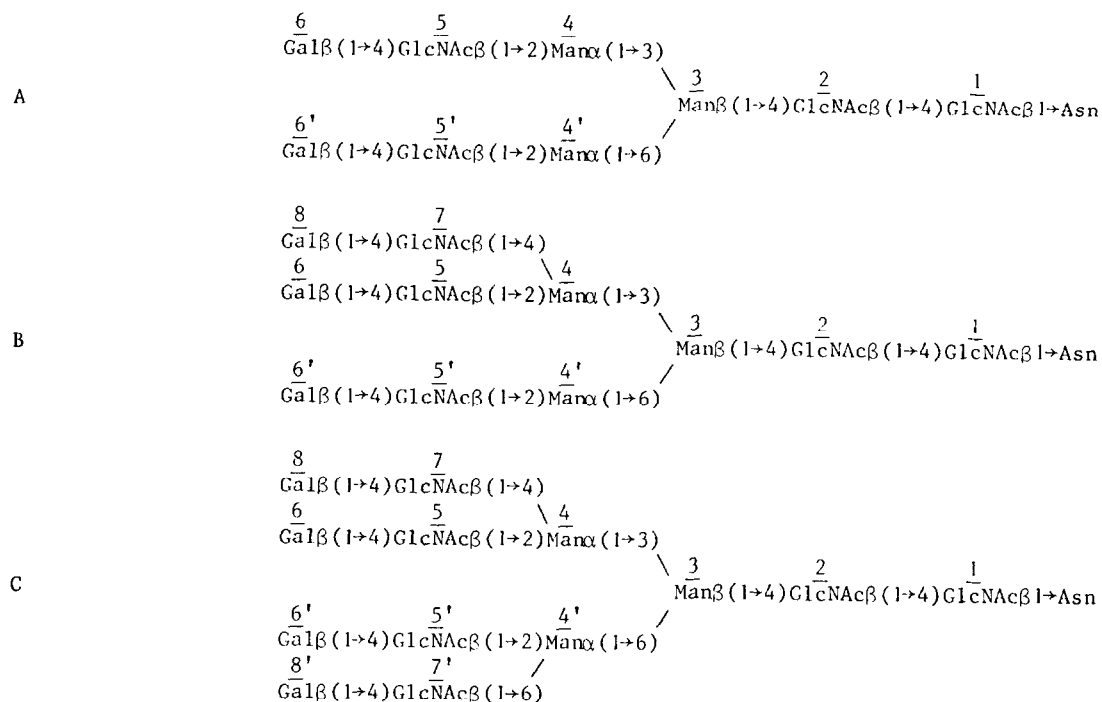 6 5 4
Galβ(1→4)GlcNAcβ(1→2)Manα(1→3)
A
3 2 1
Manβ(1→4)GlcNAcβ(1→4)GlcNAcβ1→Asn
6' 5' 4'
Galβ(1→4)GlcNAcβ(1→2)Manα(1→6)
8 7
Galβ(1→4)GlcNAcβ(1→4)
6 5 4
Galβ(1→4)GlcNAcβ(1→2)Manα(1→3)
B
3 2 1
Manβ(1→4)GlcNAcβ(1→4)GlcNAcβ1→Asn
6' 5' 4'
Galβ(1→4)GlcNAcβ(1→2)Manα(1→6)
8 7
Galβ(1→4)GlcNAcβ(1→4)
6 5 4
Galβ(1→4)GlcNAcβ(1→2)Manα(1→3)
C
3 2 1
Manβ(1→4)GlcNAcβ(1→4)GlcNAcβ1→Asn
6' 5' 4'
Galβ(1→4)GlcNAcβ(1→2)Manα(1→6)
8' 7'
Galβ(1→4)GlcNAcβ(1→6)